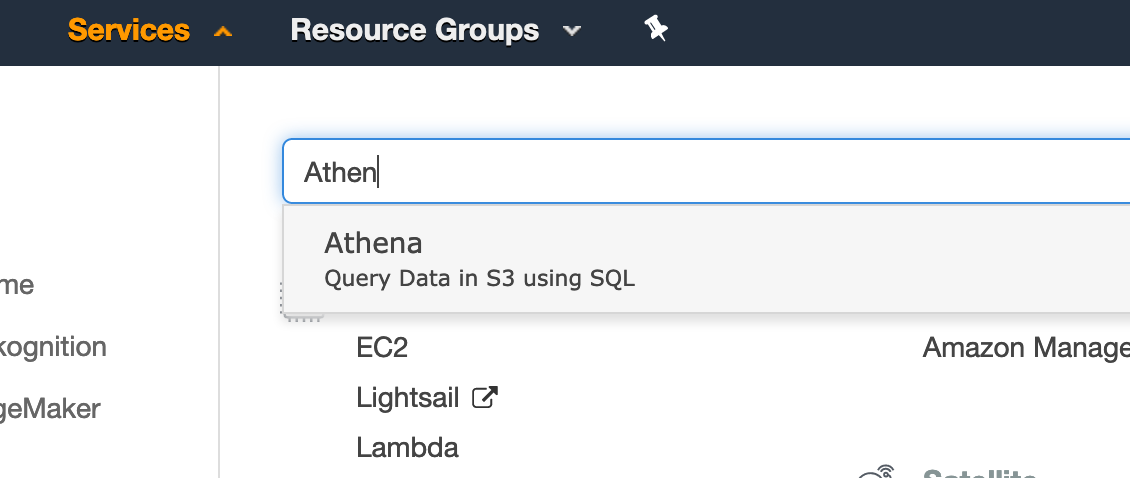 Services
Resource Groups
Athen
Athena
Query Data in S3 using SQL
me
kognition
geMaker
EC2
Lightsail
Lambda
Amazon Manage
Satellite